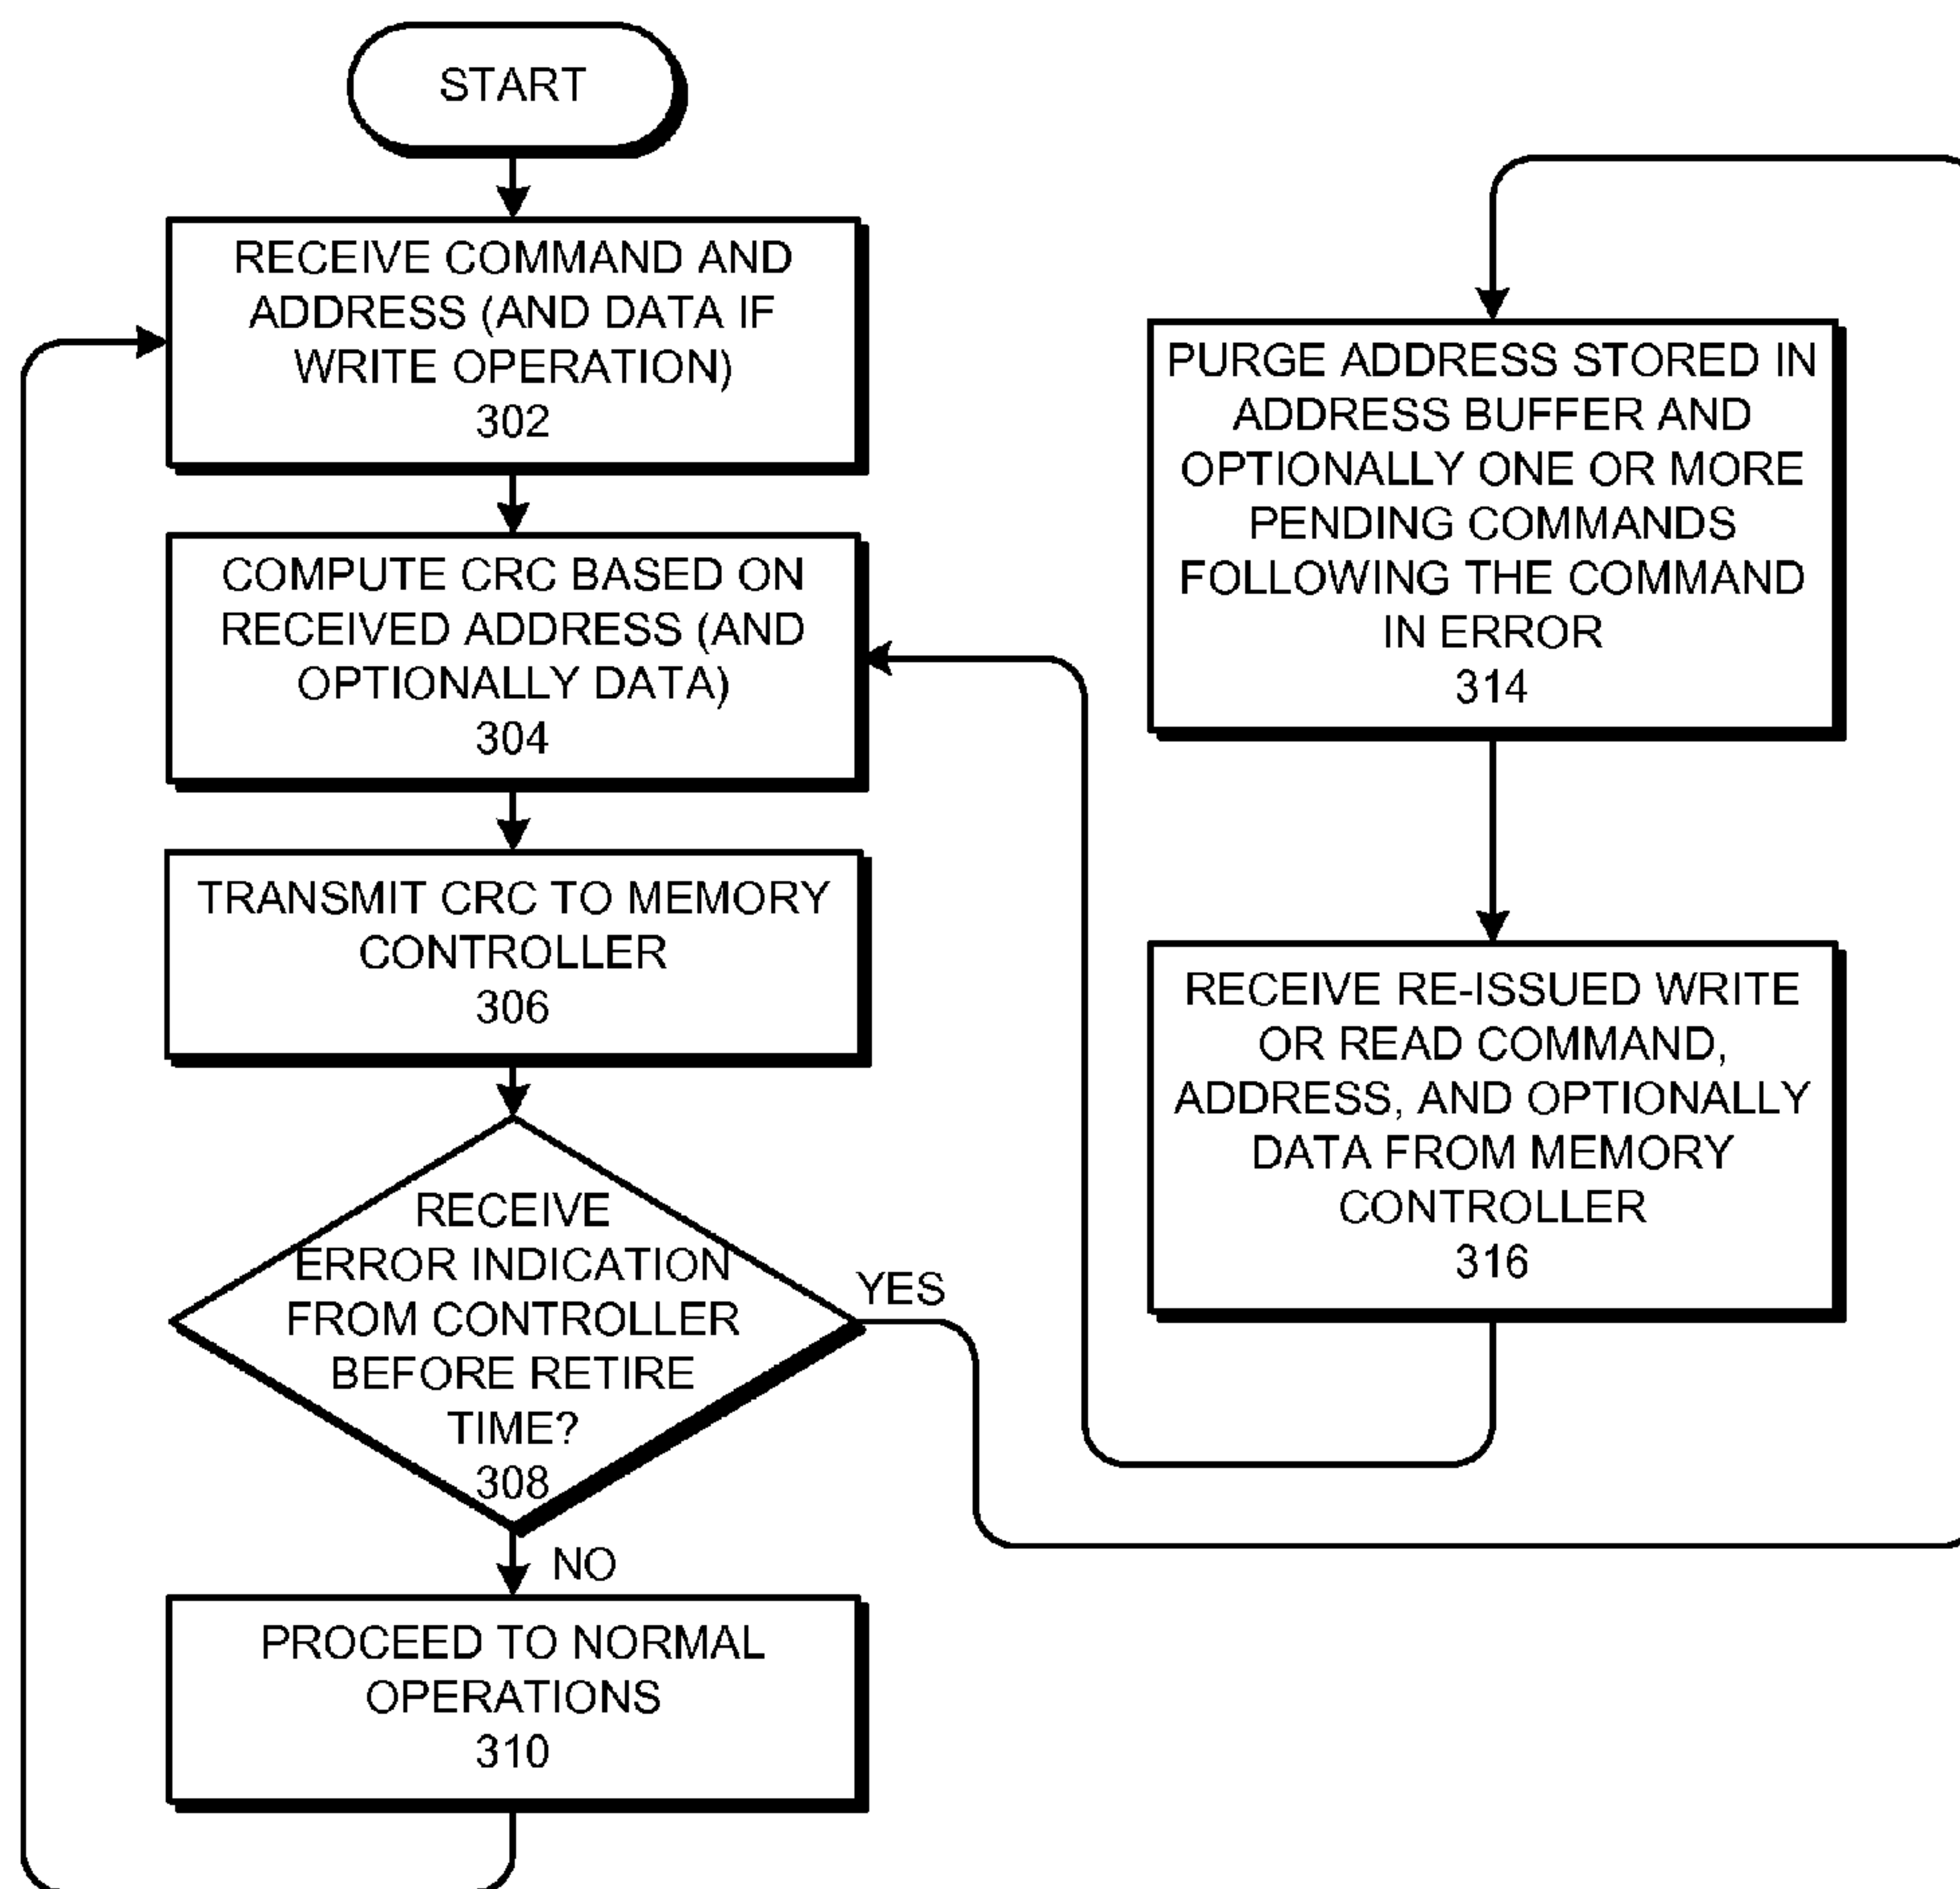 START
RECEIVE COMMAND AND
ADDRESS (AND DATA IF
WRITE OPERATION)
302
COMPUTE CRC BASED ON
RECEIVED ADDRESS (AND
OPTIONALLY DATA)
304
TRANSMIT CRC TO MEMORY
CONTROLLER
306
RECEIVE
ERROR INDICATION
FROM CONTROLLER
BEFORE RETIRE
TIME?
308
YES
NO
PROCEED TO NORMAL
OPERATIONS
310
PURGE ADDRESS STORED IN
ADDRESS BUFFER AND
OPTIONALLY ONE OR MORE
PENDING COMMANDS
FOLLOWING THE COMMAND
IN ERROR
314
RECEIVE RE-ISSUED WRITE
OR READ COMMAND,
ADDRESS, AND OPTIONALLY
DATA FROM MEMORY
CONTROLLER
316